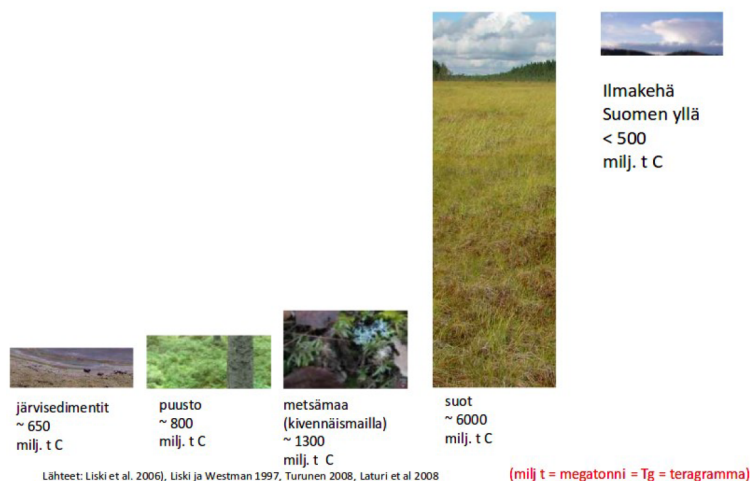 Ilmakehä
Suomen yllä
< 500
milj. t C
järvisedimentit
~ 650
milj. t C
puusto
~ 800
milj. t C
metsämaa
(kivennäismailla)
~ 1300
milj. t  C
suot
~ 6000
milj. t C
Lähteet: Liski et al. 2006), Liski ja Westman 1997, Turunen 2008, Laturi et al 2008
(milj t = megatonni = Tg = teragramma)